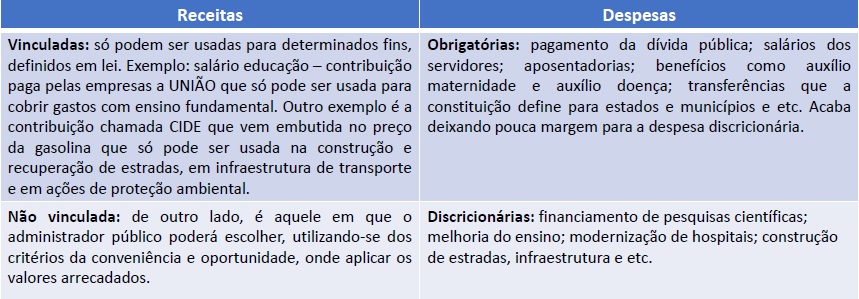 Receitas
Despesas
Vinculadas: só podem ser usadas para determinados fins,
definidos em lei. Exemplo: salário educação – contribuição
paga pelas empresas a UNIÃO que só pode ser usada para
cobrir gastos com ensino fundamental. Outro exemplo é a
contribuição chamada CIDE que vem embutida no preço
da gasolina que só pode ser usada na construção e
recuperação de estradas, em infraestrutura de transporte
e em ações de proteção ambiental.
Obrigatórias: pagamento da dívida pública; salários dos
servidores; aposentadorias; benefícios como auxílio
maternidade e auxílio doença; transferências que a
constituição define para estados e municípios e etc. Acaba
deixando pouca margem para a despesa discricionária.
Não vinculada: de outro lado, é aquele em que o
administrador público poderá escolher, utilizando-se dos
critérios da conveniência e oportunidade, onde aplicar os
valores arrecadados.
Discricionárias: financiamento de pesquisas científicas;
melhoria do ensino; modernização de hospitais; construção
de estradas, infraestrutura e etc.